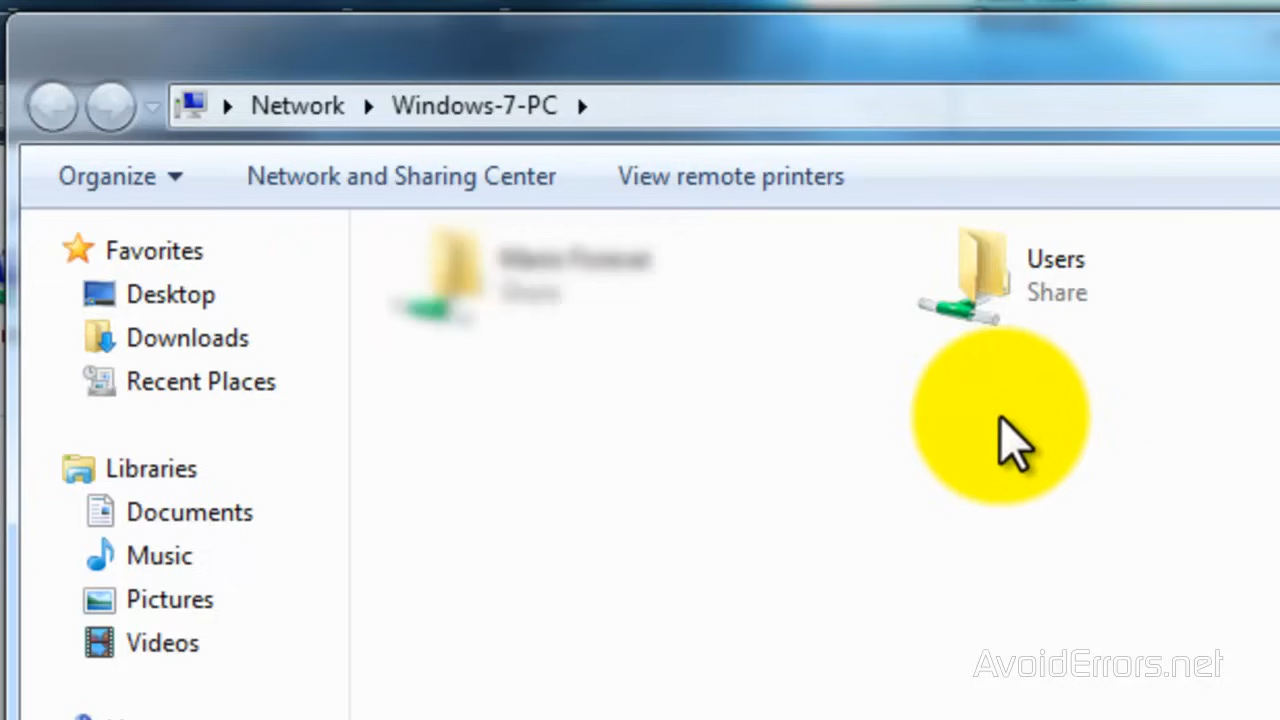 Network
Windows-7-PC
Organize
Network and Sharing Center
View remote printers
Favorites
Desktop
Downloads
Recent Places
Libraries
Documents
Music
Pictures
Videos
Share
Users
Share
AvoidErrors.net